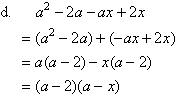 d. a² − 2a − ax + 2x
= (a² − 2a) + (−ax + 2x)
= a(a − 2) − x(a − 2)
= (a − 2)(a − x)